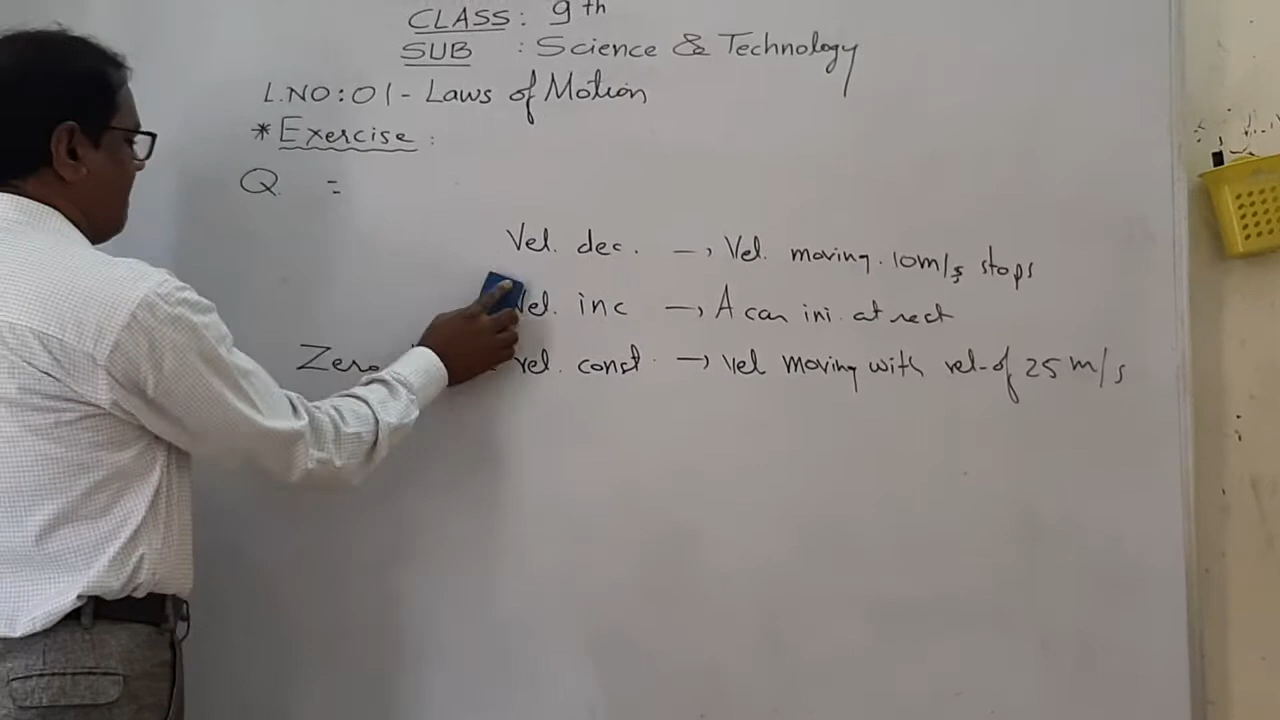 CLASS: 9th
SUB : Science & Technology
L.NO:01- Laws of Motion
*Exercise:
Q =
Vel. dec. → Vel. moving. 10m/s stops
Vel. inc → A car ini. at rest
Zero vel. const. → Vel moving with vel. of 25 m/s